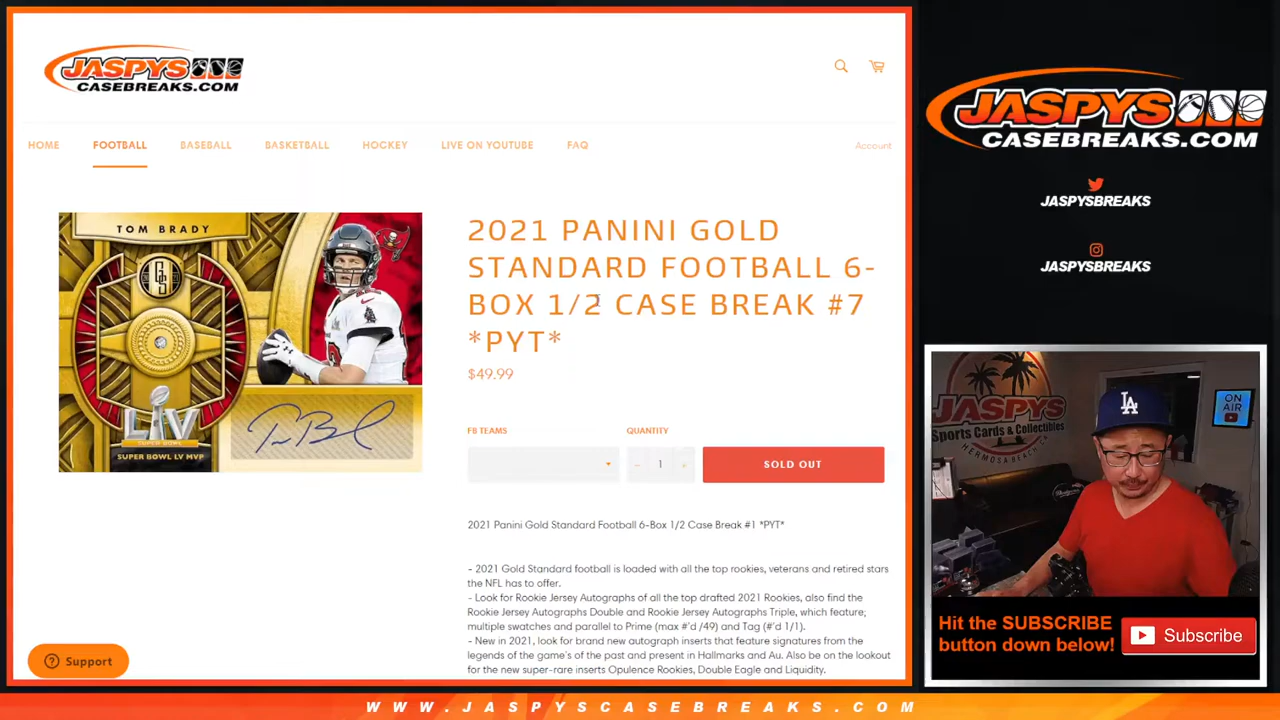 JASPYS
CASEBREAKS.COM
HOME
FOOTBALL
BASEBALL
BASKETBALL
HOCKEY
LIVE ON YOUTUBE
FAQ
Account
TOM BRADY
GS
LV
SUPER BOWL
SUPER BOWL LV MVP
2021 PANINI GOLD
STANDARD FOOTBALL 6-
BOX 1/2 CASE BREAK #7
*PYT*
$49.99
FB TEAMS
QUANTITY
− 1 +
SOLD OUT
2021 Panini Gold Standard Football 6-Box 1/2 Case Break #1 *PYT*
- 2021 Gold Standard football is loaded with all the top rookies, veterans and retired stars
the NFL has to offer.
- Look for Rookie Jersey Autographs of all the top drafted 2021 Rookies, also find the
Rookie Jersey Autographs Double and Rookie Jersey Autographs Triple, which feature;
multiple swatches and parallel to Prime (max #'d /49) and Tag (#'d 1/1).
- New in 2021, look for brand new autograph inserts that feature signatures from the
legends of the game's of the past and present in Hallmarks and Au. Also be on the lookout
for the new super-rare inserts Opulence Rookies, Double Eagle and Liquidity.
Support
JASPYS
CASEBREAKS.COM
JASPYSBREAKS
JASPYSBREAKS
JASPYS
Sports Cards & Collectibles
HERMOSA BEACH, CA
LA
ON
AIR
Hit the SUBSCRIBE
button down below!
Subscribe
WWW.JASPYSCASEBREAKS.COM